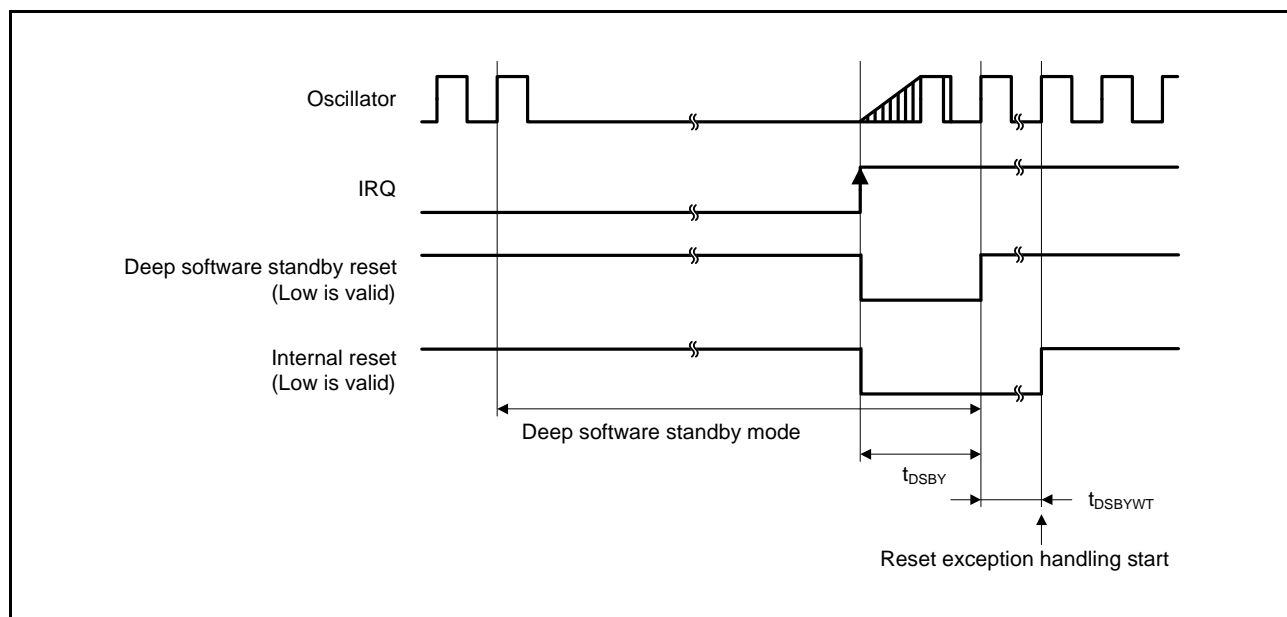 Oscillator
IRQ
Deep software standby reset
(Low is valid)
Internal reset
(Low is valid)
Deep software standby mode
tDSBY
tDSBYWT
Reset exception handling start